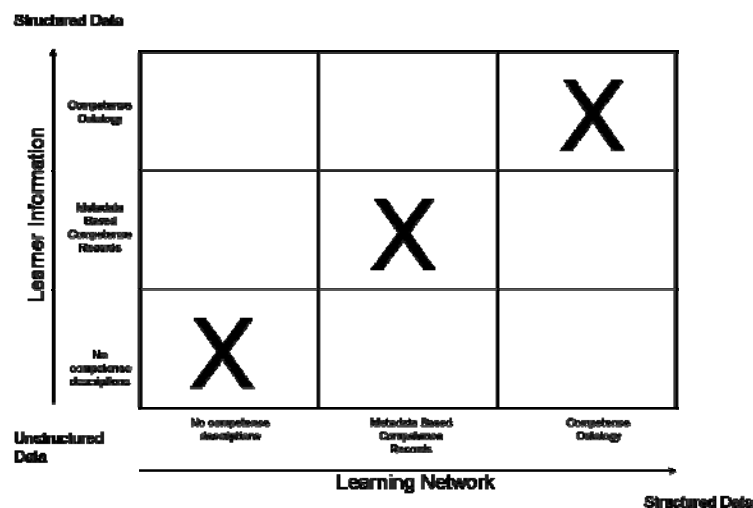 Structured Data
Competence
Ontology
Learner Information
Metadata
Based
Competence
Records
No
competence
descriptions
Unstructured
Data
No competence
descriptions
Metadata Based
Competence
Records
Competence
Ontology
Learning Network
Structured Data
X
X
X